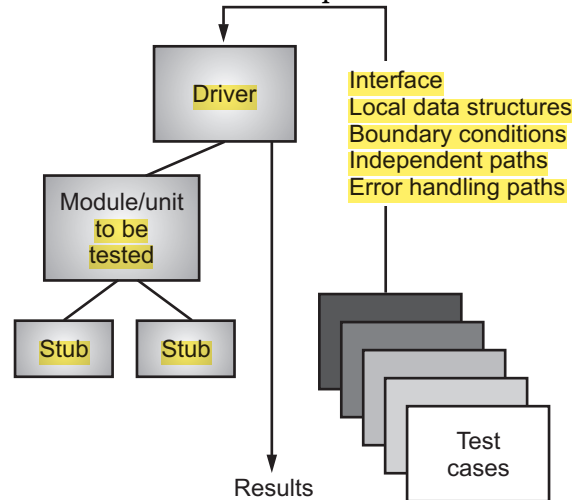 Driver
Interface
Local data structures
Boundary conditions
Independent paths
Error handling paths
Module/unit
to be
tested
Stub
Stub
Test
cases
Results